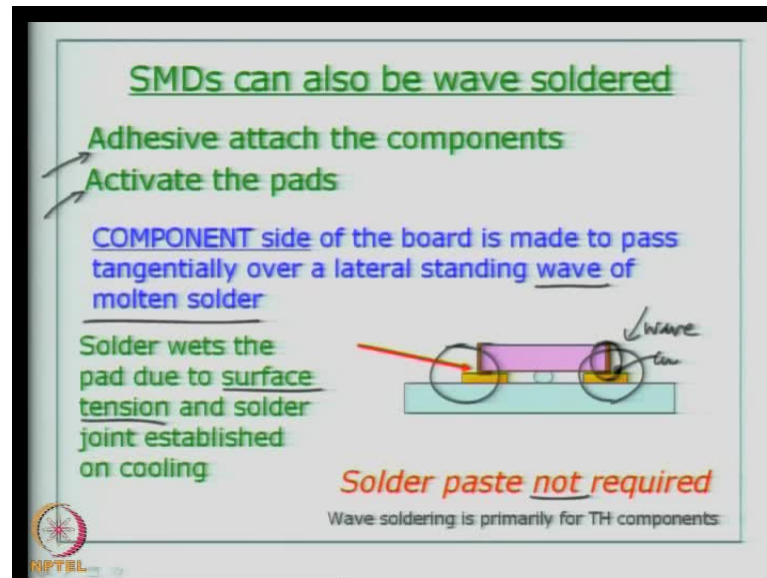 SMDs can also be wave soldered
Adhesive attach the components
Activate the pads
COMPONENT side of the board is made to pass
tangentially over a lateral standing wave of
molten solder
wave
Solder wets the
pad due to surface
tension and solder
joint established
on cooling
Solder paste not required
Wave soldering is primarily for TH components
NPTEL